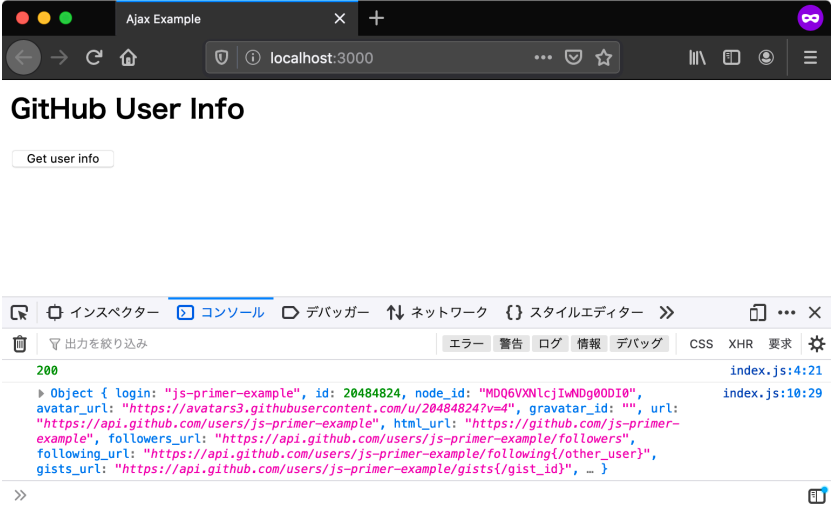 Ajax Example
localhost:3000
GitHub User Info
Get user info
インスペクター コンソール デバッガー ネットワーク スタイルエディター
出力を絞り込み エラー 警告 ログ 情報 デバッグ CSS XHR 要求
200 index.js:4:21
Object { login: "js-primer-example", id: 20484824, node_id: "MDQ6VXNlcjIwNDg0ODI0", index.js:10:29
avatar_url: "https://avatars3.githubusercontent.com/u/20484824?v=4", gravatar_id: "", url:
"https://api.github.com/users/js-primer-example", html_url: "https://github.com/js-primer-
example", followers_url: "https://api.github.com/users/js-primer-example/followers",
following_url: "https://api.github.com/users/js-primer-example/following{/other_user}",
gists_url: "https://api.github.com/users/js-primer-example/gists{/gist_id}", … }